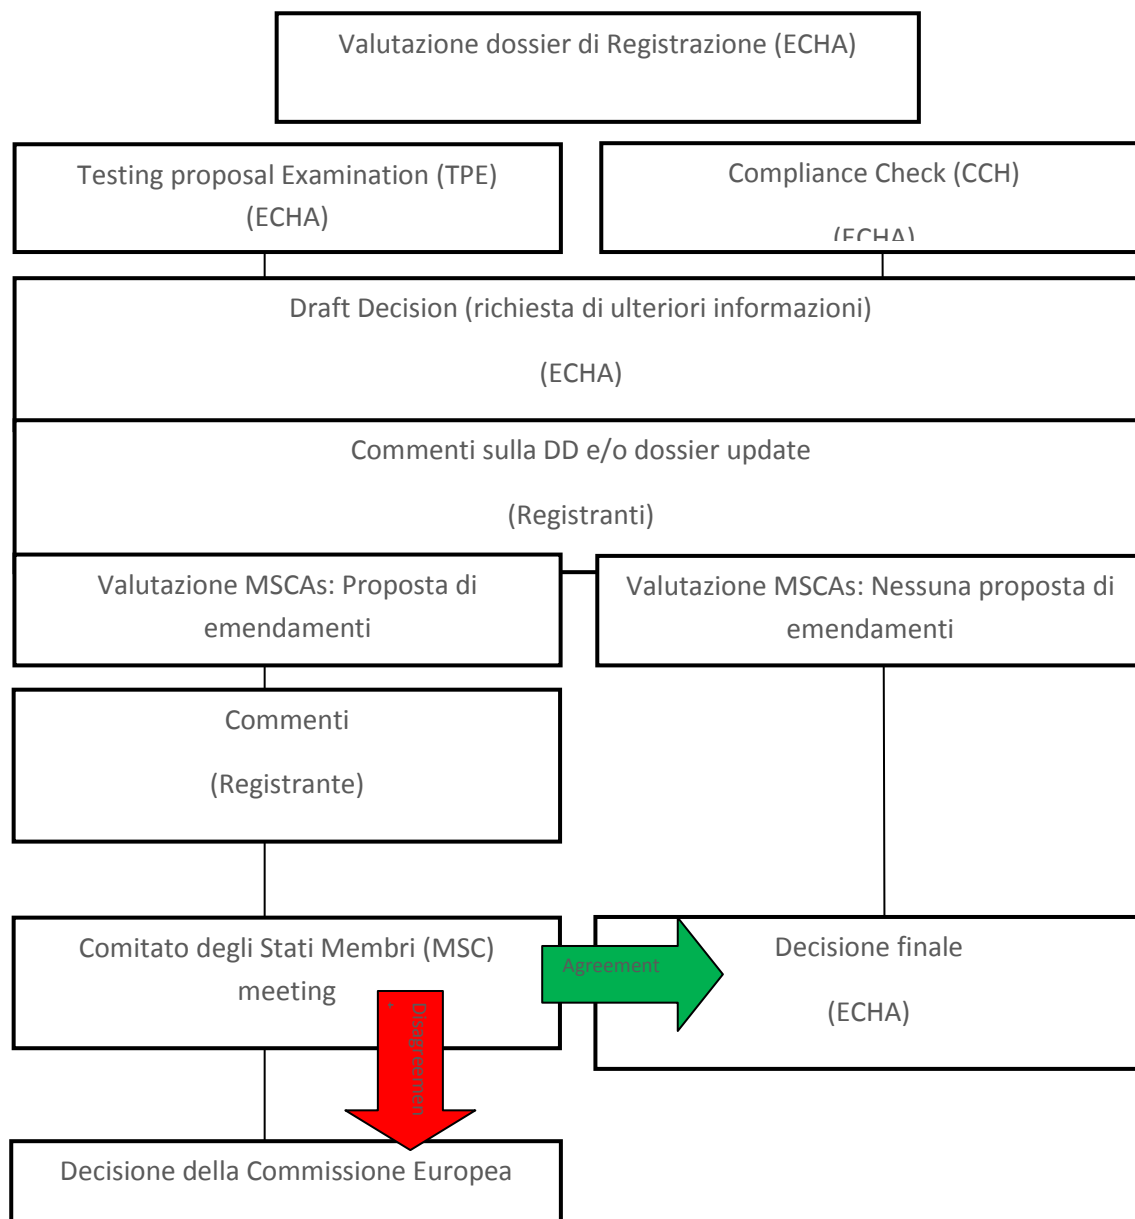 Valutazione dossier di Registrazione (ECHA)
Testing proposal Examination (TPE)
(ECHA)
Compliance Check (CCH)
(ECHA)
Draft Decision (richiesta di ulteriori informazioni)
(ECHA)
Commenti sulla DD e/o dossier update
(Registranti)
Valutazione MSCAs: Proposta di
emendamenti
Valutazione MSCAs: Nessuna proposta di
emendamenti
Commenti
(Registrante)
Comitato degli Stati Membri (MSC)
meeting
Agreement
Decisione finale
(ECHA)
Disagreemen
Decisione della Commissione Europea